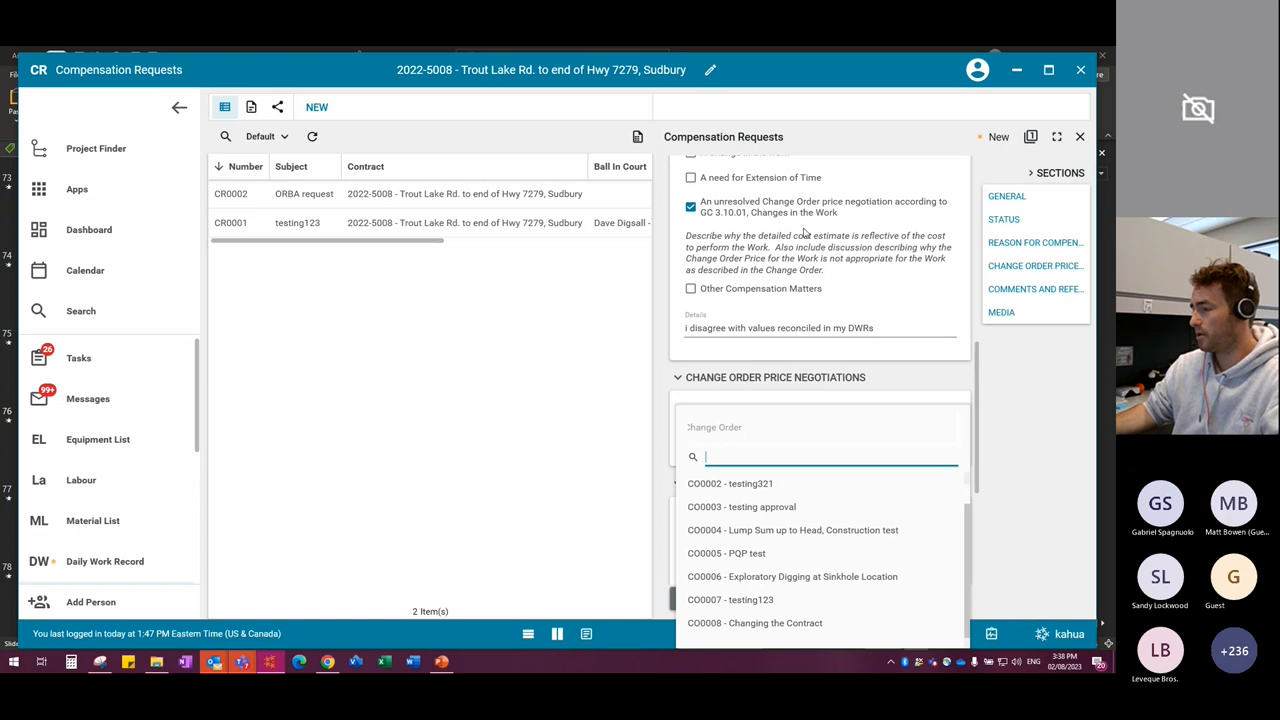 CR Compensation Requests
2022-5008 - Trout Lake Rd. to end of Hwy 7279, Sudbury
Project Finder
Apps
Dashboard
Calendar
Search
26
Tasks
99+
Messages
EL Equipment List
La Labour
ML Material List
DW Daily Work Record
Add Person
NEW
Default
Number Subject Contract Ball In Court
CR0002 ORBA request 2022-5008 - Trout Lake Rd. to end of Hwy 7279, Sudbury
CR0001 testing123 2022-5008 - Trout Lake Rd. to end of Hwy 7279, Sudbury Dave Digsall -
2 Item(s)
Compensation Requests
New
A need for Extension of Time
An unresolved Change Order price negotiation according to
GC 3.10.01, Changes in the Work
Describe why the detailed cost estimate is reflective of the cost
to perform the Work. Also include discussion describing why the
Change Order Price for the Work is not appropriate for the Work
as described in the Change Order.
Other Compensation Matters
Details
i disagree with values reconciled in my DWRs
CHANGE ORDER PRICE NEGOTIATIONS
Change Order
CO0002 - testing321
CO0003 - testing approval
CO0004 - Lump Sum up to Head, Construction test
CO0005 - PQP test
CO0006 - Exploratory Digging at Sinkhole Location
CO0007 - testing123
CO0008 - Changing the Contract
SECTIONS
GENERAL
STATUS
REASON FOR COMPEN...
CHANGE ORDER PRICE...
COMMENTS AND REFE...
MEDIA
You last logged in today at 1:47 PM Eastern Time (US & Canada)
kahua
73
74
75
76
77
78
ENG
3:38 PM
02/08/2023
20
GS
Gabriel Spagnuolo
MB
Matt Bowen (Gue...
SL
Sandy Lockwood
G
Guest
LB
Leveque Bros.
+236